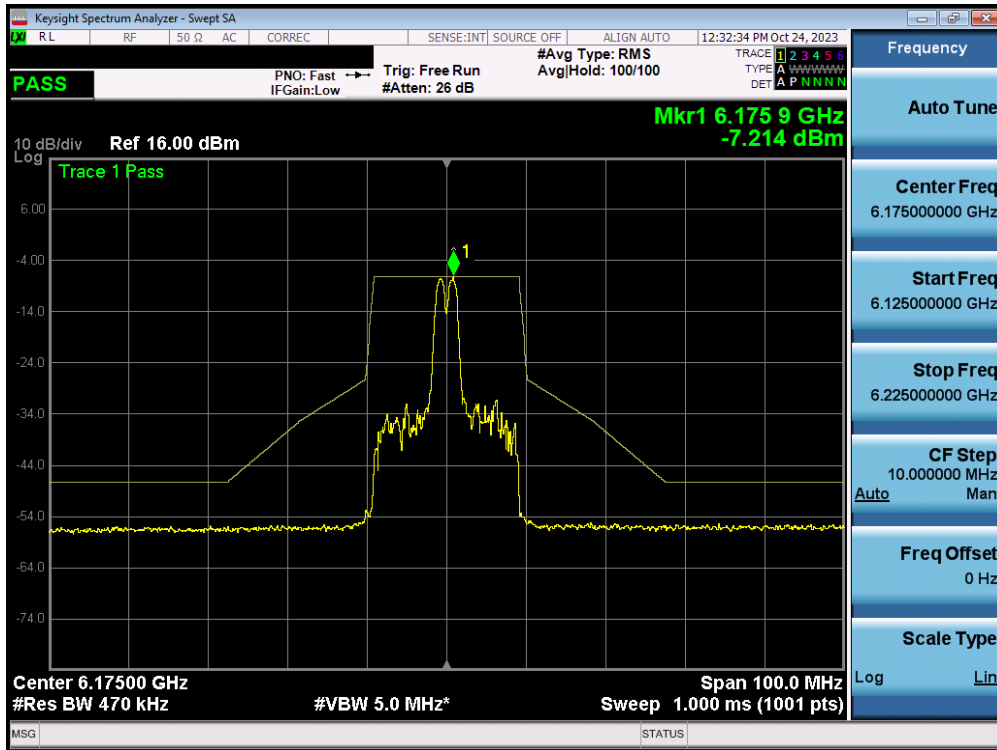 Keysight Spectrum Analyzer - Swept SA
LXI RL RF 50 Ω AC CORREC SENSE:INT SOURCE OFF ALIGN AUTO 12:32:34 PM Oct 24, 2023
PASS
PNO: Fast
IFGain:Low
Trig: Free Run
#Atten: 26 dB
#Avg Type: RMS
Avg|Hold: 100/100
TRACE 1 2 3 4 5 6
TYPE A WWWWW
DET A P N N N N
Mkr1 6.175 9 GHz
-7.214 dBm
10 dB/div Ref 16.00 dBm
Log
Trace 1 Pass
1
6.00
-4.00
-14.0
-24.0
-34.0
-44.0
-54.0
-64.0
-74.0
Center 6.17500 GHz Span 100.0 MHz
#Res BW 470 kHz #VBW 5.0 MHz* Sweep 1.000 ms (1001 pts)
MSG STATUS
Frequency
Auto Tune
Center Freq
6.175000000 GHz
Start Freq
6.125000000 GHz
Stop Freq
6.225000000 GHz
CF Step
10.000000 MHz
Auto Man
Freq Offset
0 Hz
Scale Type
Log Lin